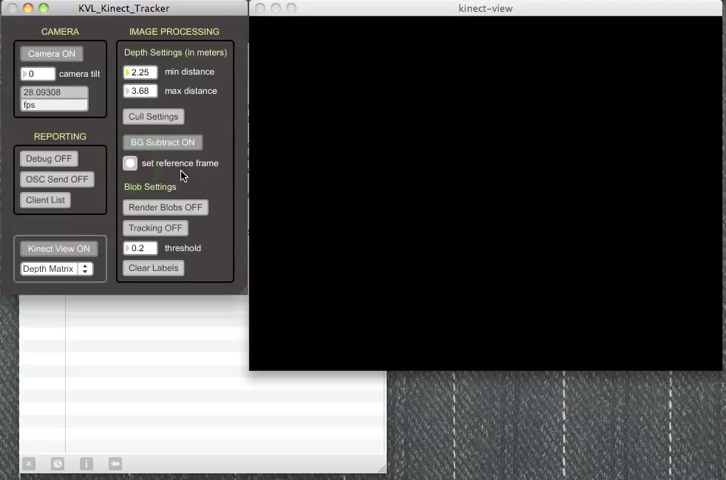 KVL_Kinect_Tracker
CAMERA
Camera ON
0 camera tilt
28.09308
fps
REPORTING
Debug OFF
OSC Send OFF
Client List
Kinect View ON
Depth Matrix
IMAGE PROCESSING
Depth Settings (in meters)
2.25 min distance
3.68 max distance
Cull Settings
BG Subtract ON
set reference frame
Blob Settings
Render Blobs OFF
Tracking OFF
0.2 threshold
Clear Labels
kinect-view